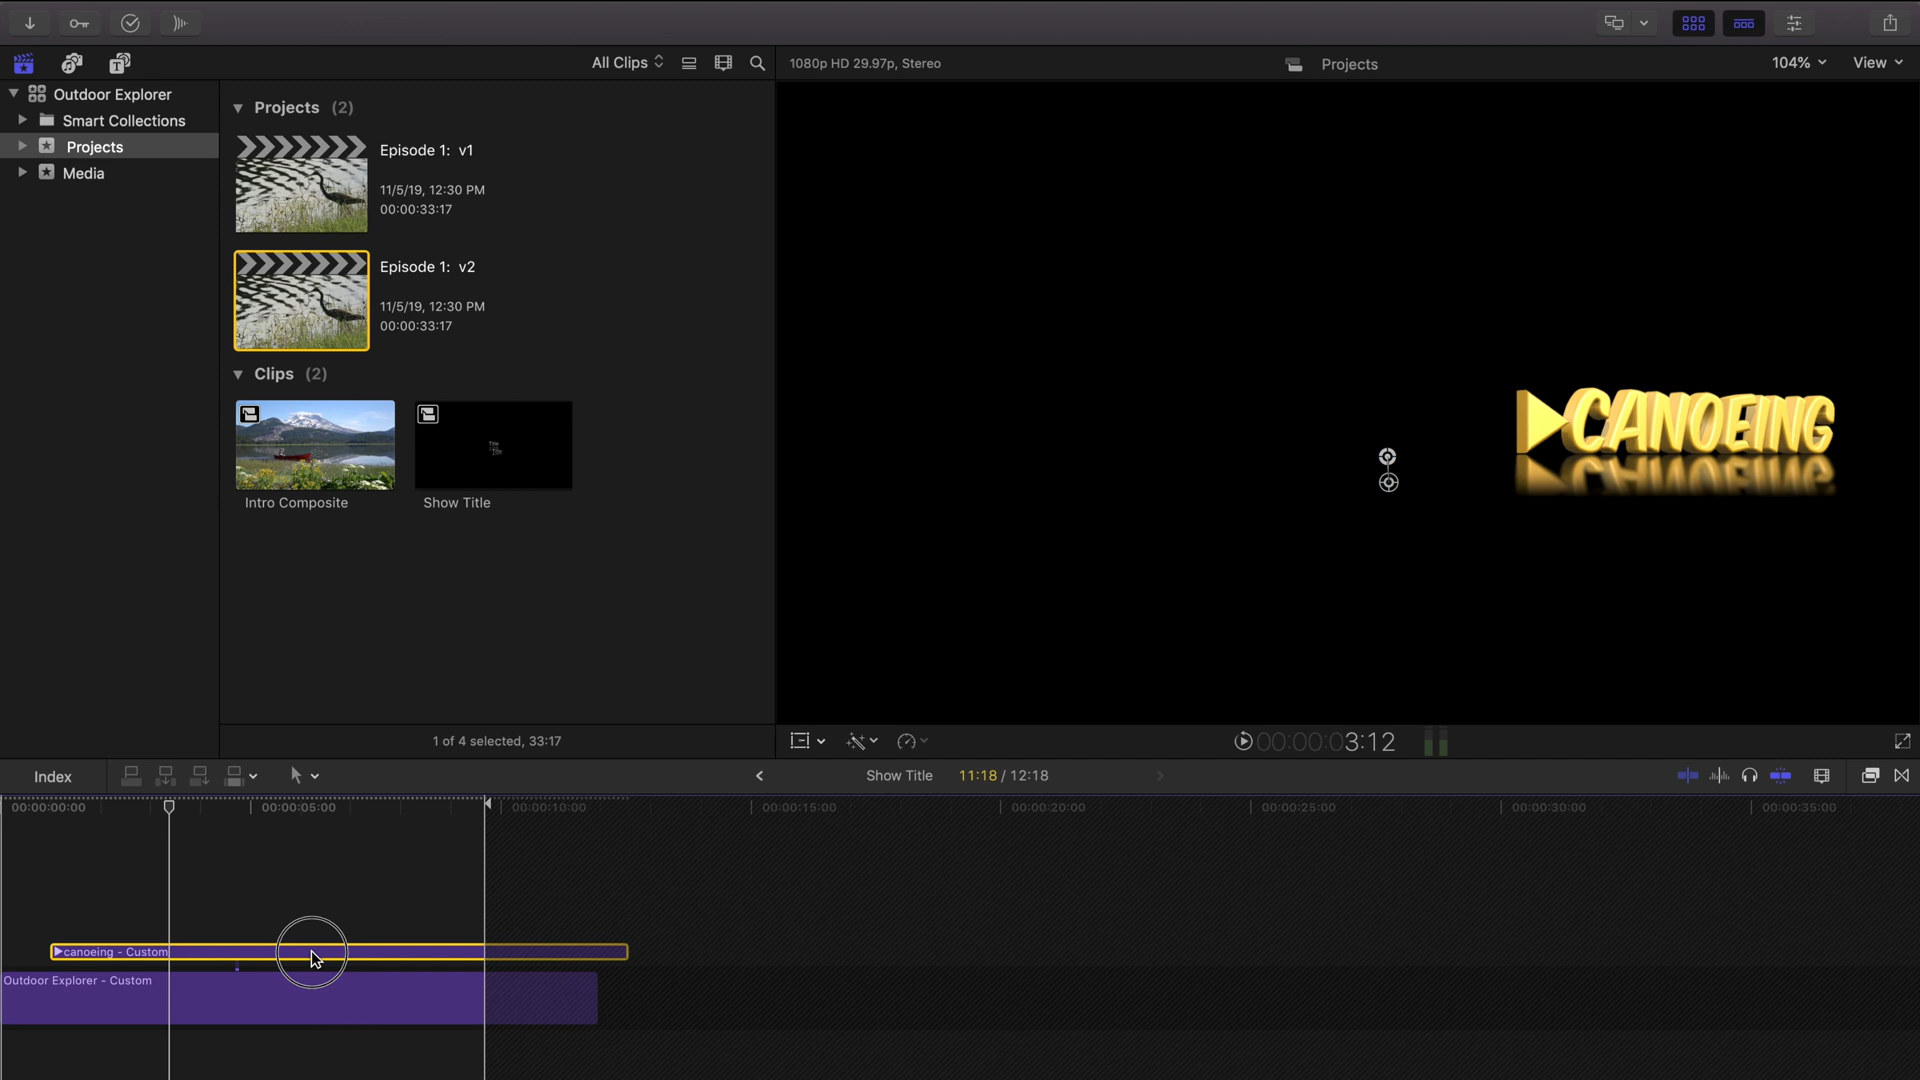 All Clips
1080p HD 29.97p, Stereo
Projects
104%
View
Outdoor Explorer
Smart Collections
Projects
Media
Projects (2)
Episode 1: v1
11/5/19, 12:30 PM
00:00:33:17
Episode 1: v2
11/5/19, 12:30 PM
00:00:33:17
Clips (2)
Intro Composite
Show Title
CANOEING
1 of 4 selected, 33:17
00:00:03:12
Index
Show Title
11:18 / 12:18
00:00:00:00
00:00:05:00
00:00:10:00
00:00:15:00
00:00:20:00
00:00:25:00
00:00:30:00
00:00:35:00
canoeing - Custom
Outdoor Explorer - Custom